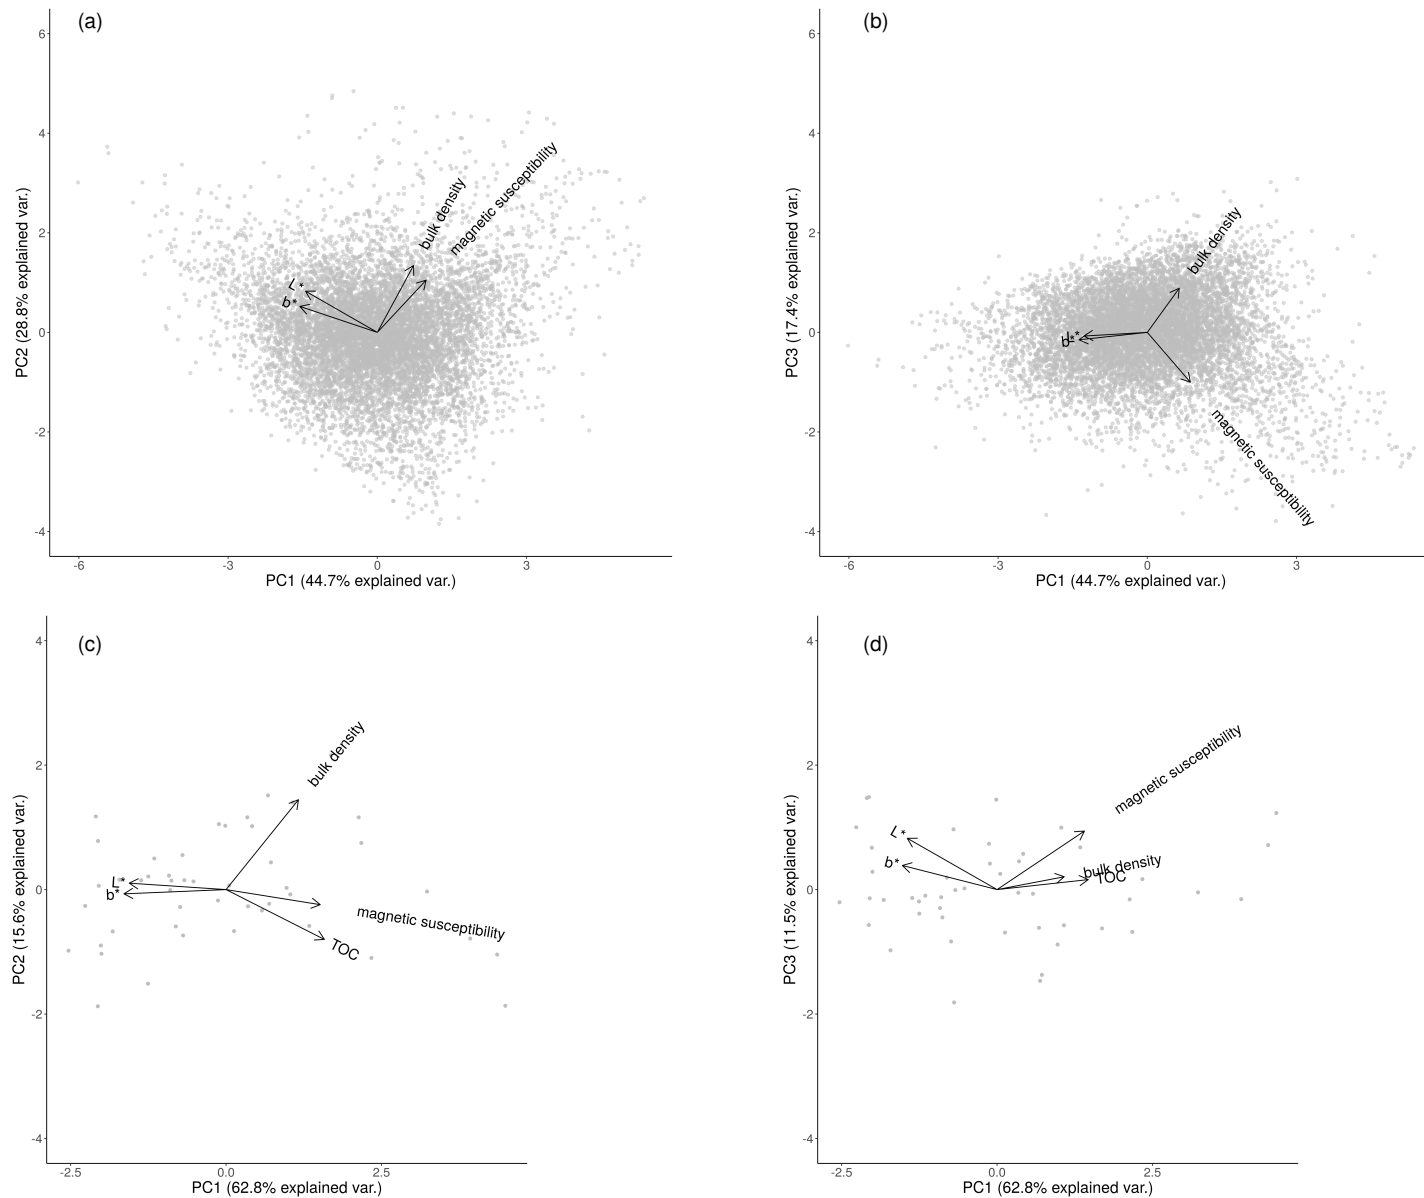 (a)
6
4
2
0
-2
-4
PC2 (28.8% explained var.)
bulk density
magnetic susceptibility
L*
b*
-6
-3
0
3
PC1 (44.7% explained var.)
(b)
6
4
2
0
-2
-4
PC3 (17.4% explained var.)
bulk density
L*
b*
magnetic susceptibility
-6
-3
0
3
PC1 (44.7% explained var.)
(c)
4
2
0
-2
-4
PC2 (15.6% explained var.)
bulk density
L*
b*
magnetic susceptibility
TOC
-2.5
0.0
2.5
PC1 (62.8% explained var.)
(d)
4
2
0
-2
-4
PC3 (11.5% explained var.)
magnetic susceptibility
L*
b*
bulk density
TOC
-2.5
0.0
2.5
PC1 (62.8% explained var.)